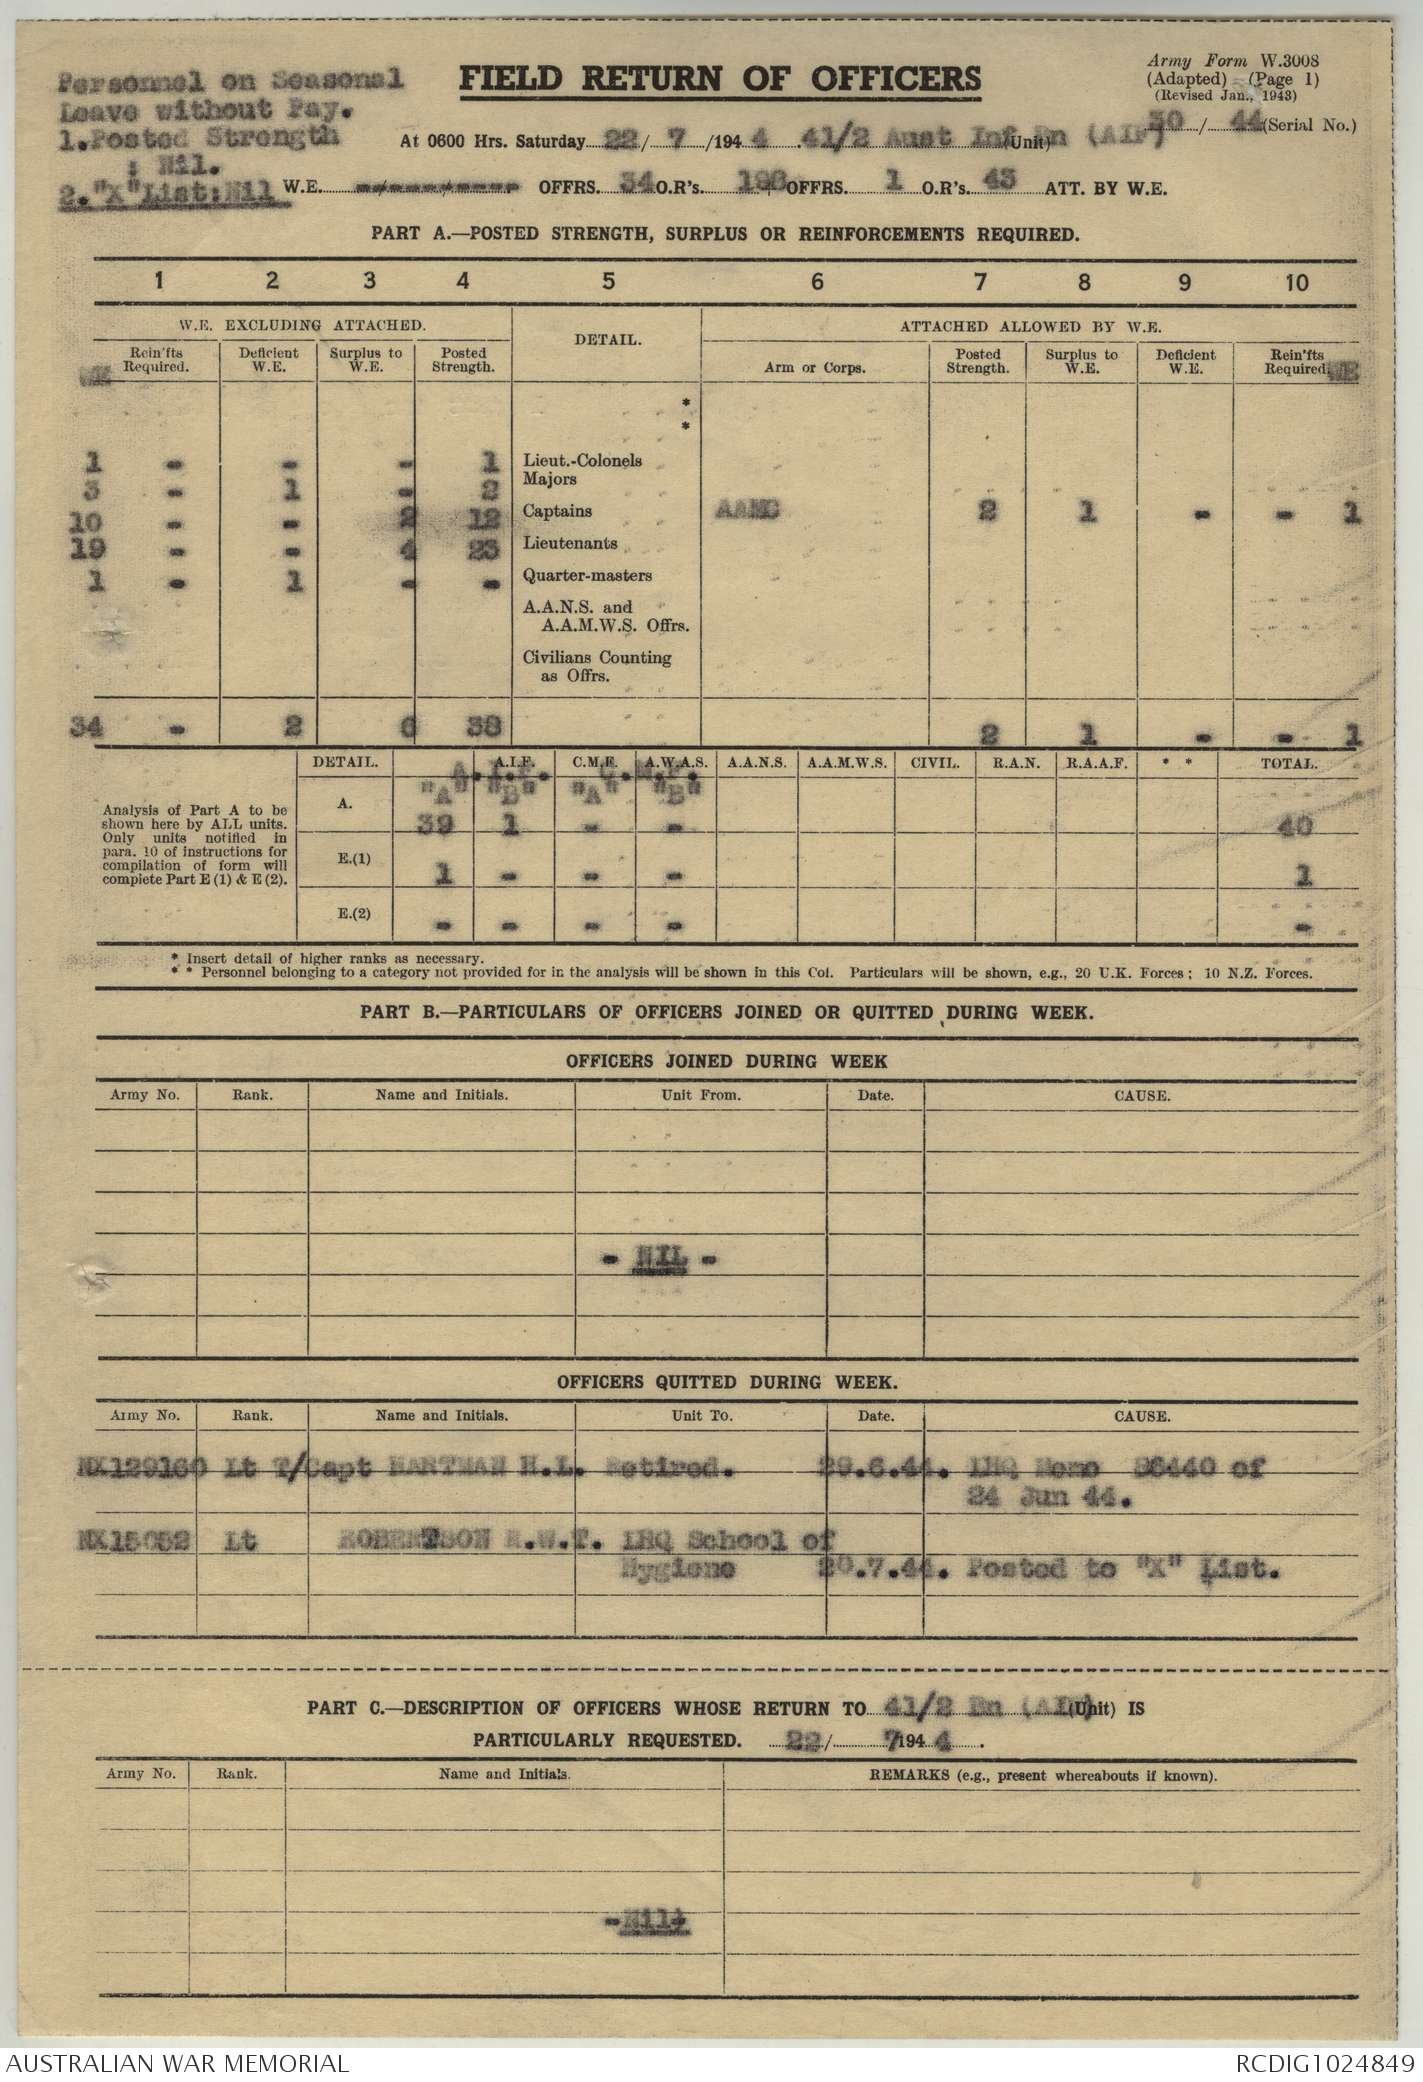 Personnel on Seasonal
Leave without Pay.
1.Posted Strength
: Nil.
2."X"List:Nil
FIELD RETURN OF OFFICERS
Army Form W.3008
(Adapted) (Page 1)
(Revised Jan., 1943)
30 / 44 (Serial No.)
At 0600 Hrs. Saturday 22/ 7 /194 4 . 41/2 Aust Inf Bn (AIF) (Unit)
W.E. OFFRS. 34 O.R's. OFFRS. 1 O.R's. 43 ATT. BY W.E.
PART A.—POSTED STRENGTH, SURPLUS OR REINFORCEMENTS REQUIRED.
1 2 3 4 5 6 7 8 9 10
W.E. EXCLUDING ATTACHED. DETAIL. ATTACHED ALLOWED BY W.E.
WE Rein'fts Required. Deficient W.E. Surplus to W.E. Posted Strength. Arm or Corps. Posted Strength. Surplus to W.E. Deficient W.E. Rein'fts Required. WE
*
*
1 - - - 1 Lieut.-Colonels
3 - 1 - 2 Majors
10 - - 2 12 Captains AAMC 2 1 - - 1
19 - - 4 23 Lieutenants
1 - 1 - - Quarter-masters
A.A.N.S. and
A.A.M.W.S. Offrs.
Civilians Counting
as Offrs.
34 - 2 6 38 2 1 - - 1
DETAIL. A.I.F. C.M.F. A.W.A.S. A.A.N.S. A.A.M.W.S. CIVIL. R.A.N. R.A.A.F. * * TOTAL.
A.I.F. C.M.F.
"A" "B" "A" "B"
Analysis of Part A to be
shown here by ALL units.
Only units notified in
para. 10 of instructions for
compilation of form will
complete Part E (1) & E (2).
A. 39 1 - - 40
E.(1) 1 - - - 1
E.(2) - - - - -
* Insert detail of higher ranks as necessary.
* * Personnel belonging to a category not provided for in the analysis will be shown in this Col. Particulars will be shown, e.g., 20 U.K. Forces; 10 N.Z. Forces.
PART B.—PARTICULARS OF OFFICERS JOINED OR QUITTED DURING WEEK.
OFFICERS JOINED DURING WEEK
Army No. Rank. Name and Initials. Unit From. Date. CAUSE.
- NIL -
OFFICERS QUITTED DURING WEEK.
Army No. Rank. Name and Initials. Unit To. Date. CAUSE.
NX129160 Lt T/Capt HARTMAN H.L. Retired. 29.6.44. LHQ Memo S6440 of
24 Jun 44.
NX15052 Lt ROBERTSON R.W.T. LHQ School of
Hygiene 20.7.44. Posted to "X" List.
PART C.—DESCRIPTION OF OFFICERS WHOSE RETURN TO 41/2 Bn (AIF) (Unit) IS
PARTICULARLY REQUESTED. 22/ 7 194 4 .
Army No. Rank. Name and Initials. REMARKS (e.g., present whereabouts if known).
-Nil-
AUSTRALIAN WAR MEMORIAL RCDIG1024849